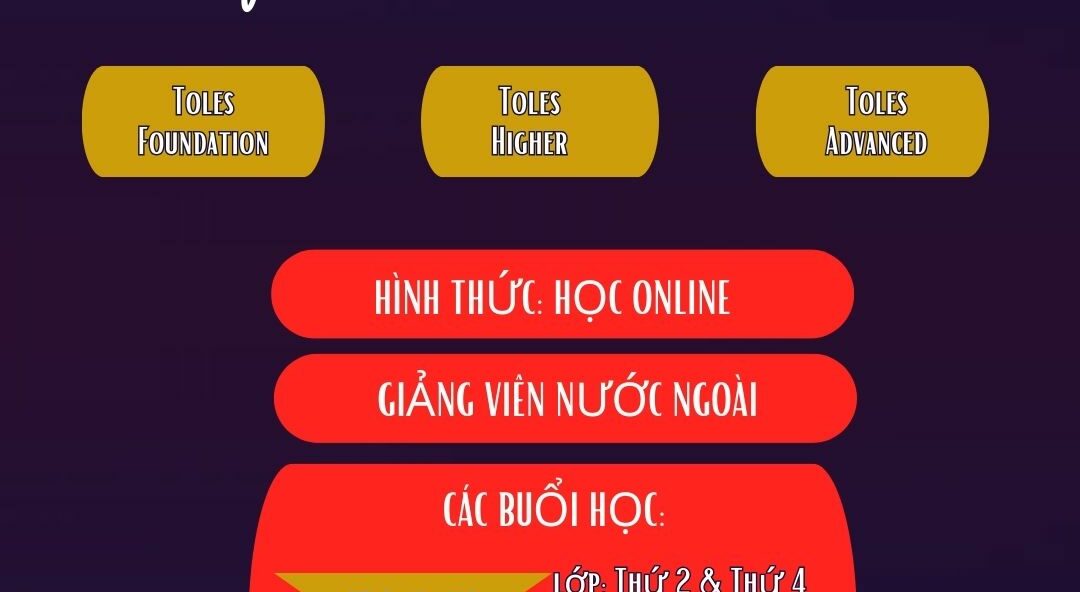 TOLES
FOUNDATION
TOLES
HIGHER
TOLES
ADVANCED
HÌNH THỨC: HỌC ONLINE
GIẢNG VIÊN NƯỚC NGOÀI
CÁC BUỔI HỌC:
LỚP: THỨ 2 & THỨ 4